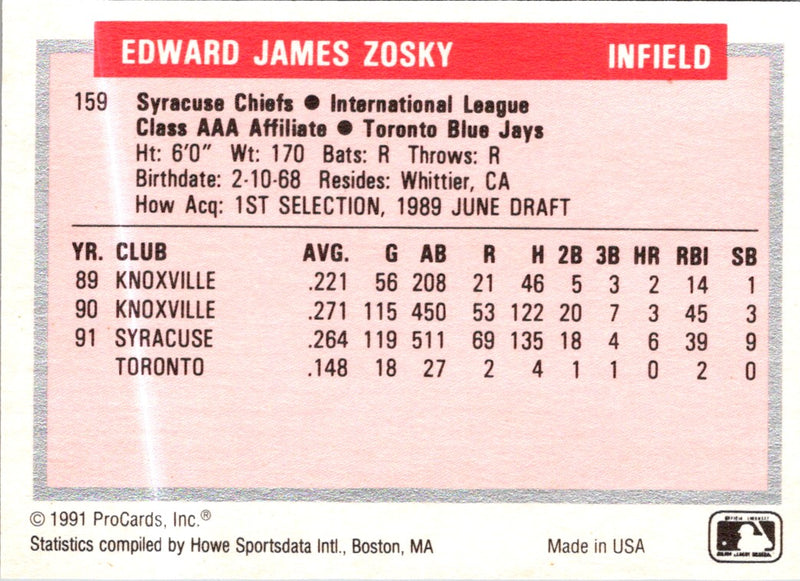 EDWARD JAMES ZOSKY INFIELD
159 Syracuse Chiefs ● International League
Class AAA Affiliate ● Toronto Blue Jays
Ht: 6'0" Wt: 170 Bats: R Throws: R
Birthdate: 2-10-68 Resides: Whittier, CA
How Acq: 1ST SELECTION, 1989 JUNE DRAFT
YR. CLUB AVG. G AB R H 2B 3B HR RBI SB
89 KNOXVILLE .221 56 208 21 46 5 3 2 14 1
90 KNOXVILLE .271 115 450 53 122 20 7 3 45 3
91 SYRACUSE .264 119 511 69 135 18 4 6 39 9
TORONTO .148 18 27 2 4 1 1 0 2 0
© 1991 ProCards, Inc.®
Statistics compiled by Howe Sportsdata Intl., Boston, MA Made in USA